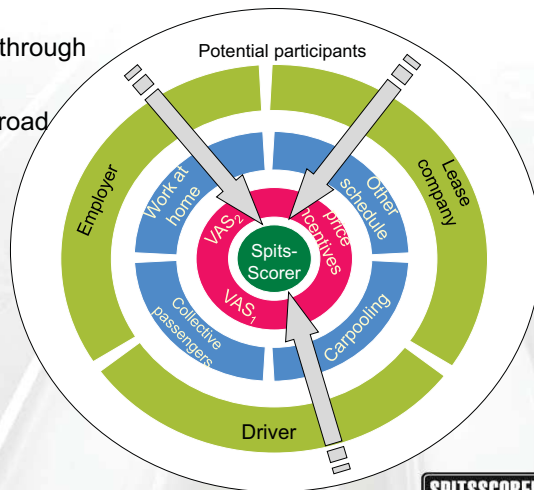 through
road
Potential participants
Employer
Lease
company
Driver
Work at
home
Other
schedule
Collective
passengers
Carpooling
VAS2
price
incentives
VAS1
Spits-
Scorer